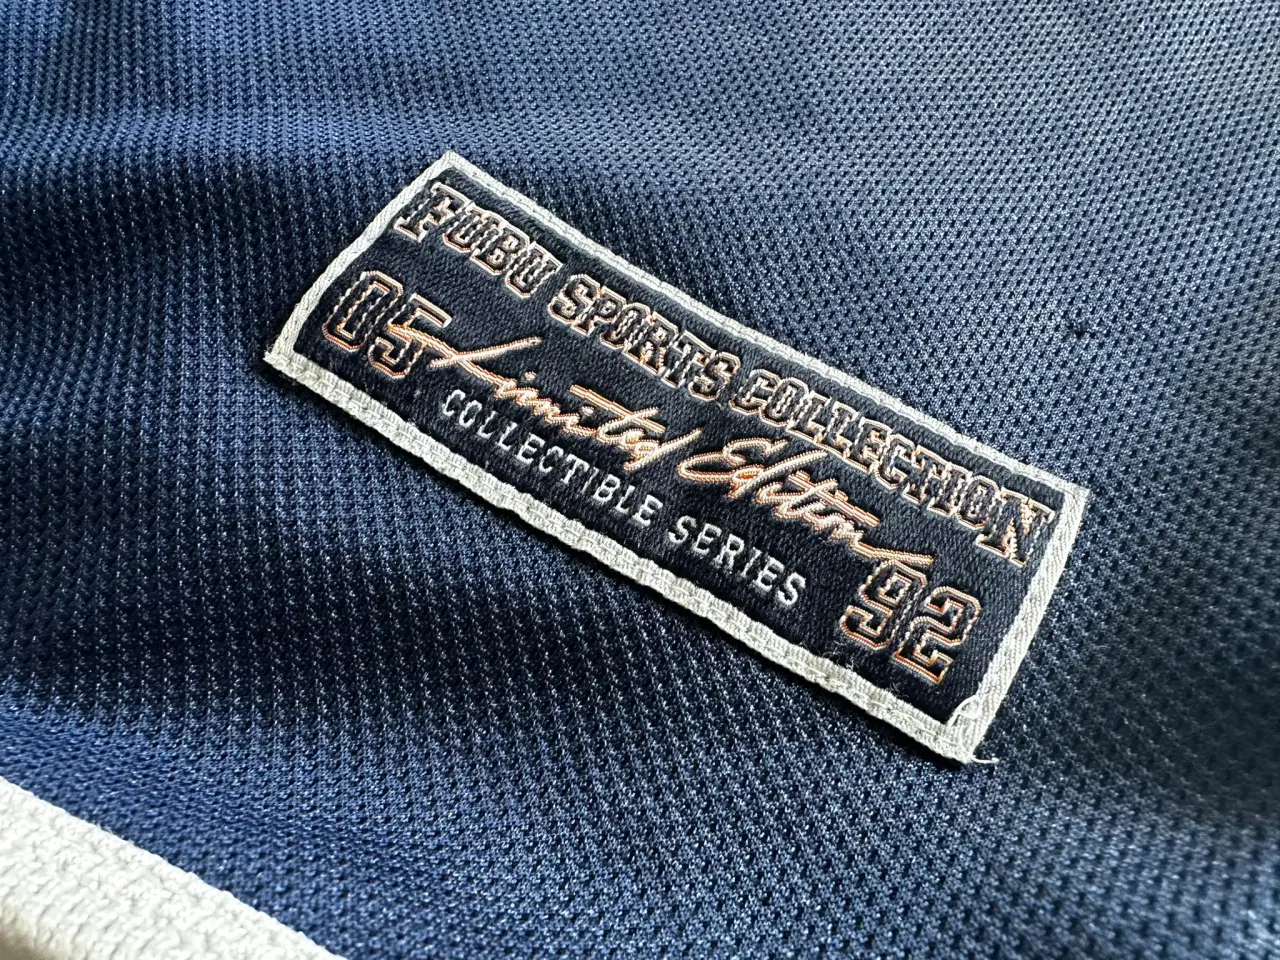 FUBU SPORTS COLLECTION
05 Limited Edition 92
COLLECTIBLE SERIES